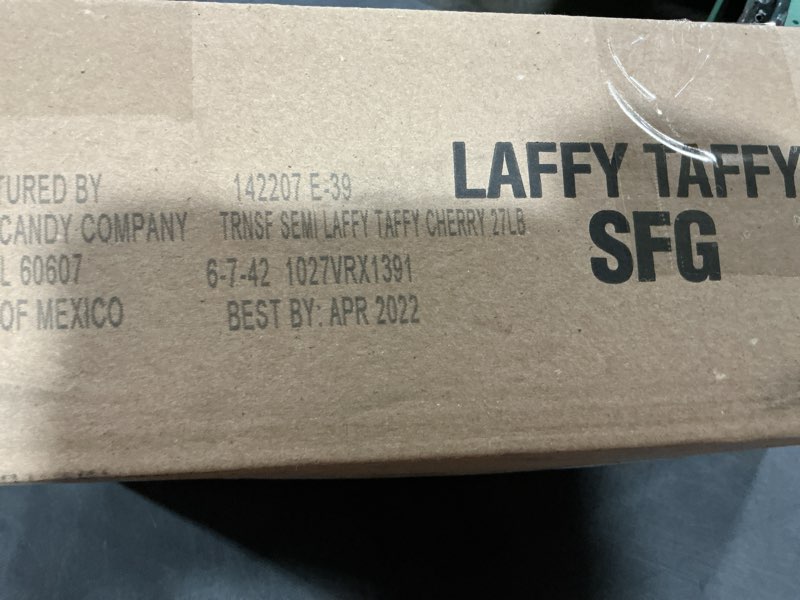 TURED BY
CANDY COMPANY
L 60607
OF MEXICO
142207 E-39
TRNSF SEMI LAFFY TAFFY CHERRY 27LB
6-7-42 1027VRX1391
BEST BY: APR 2022
LAFFY TAFFY
SFG